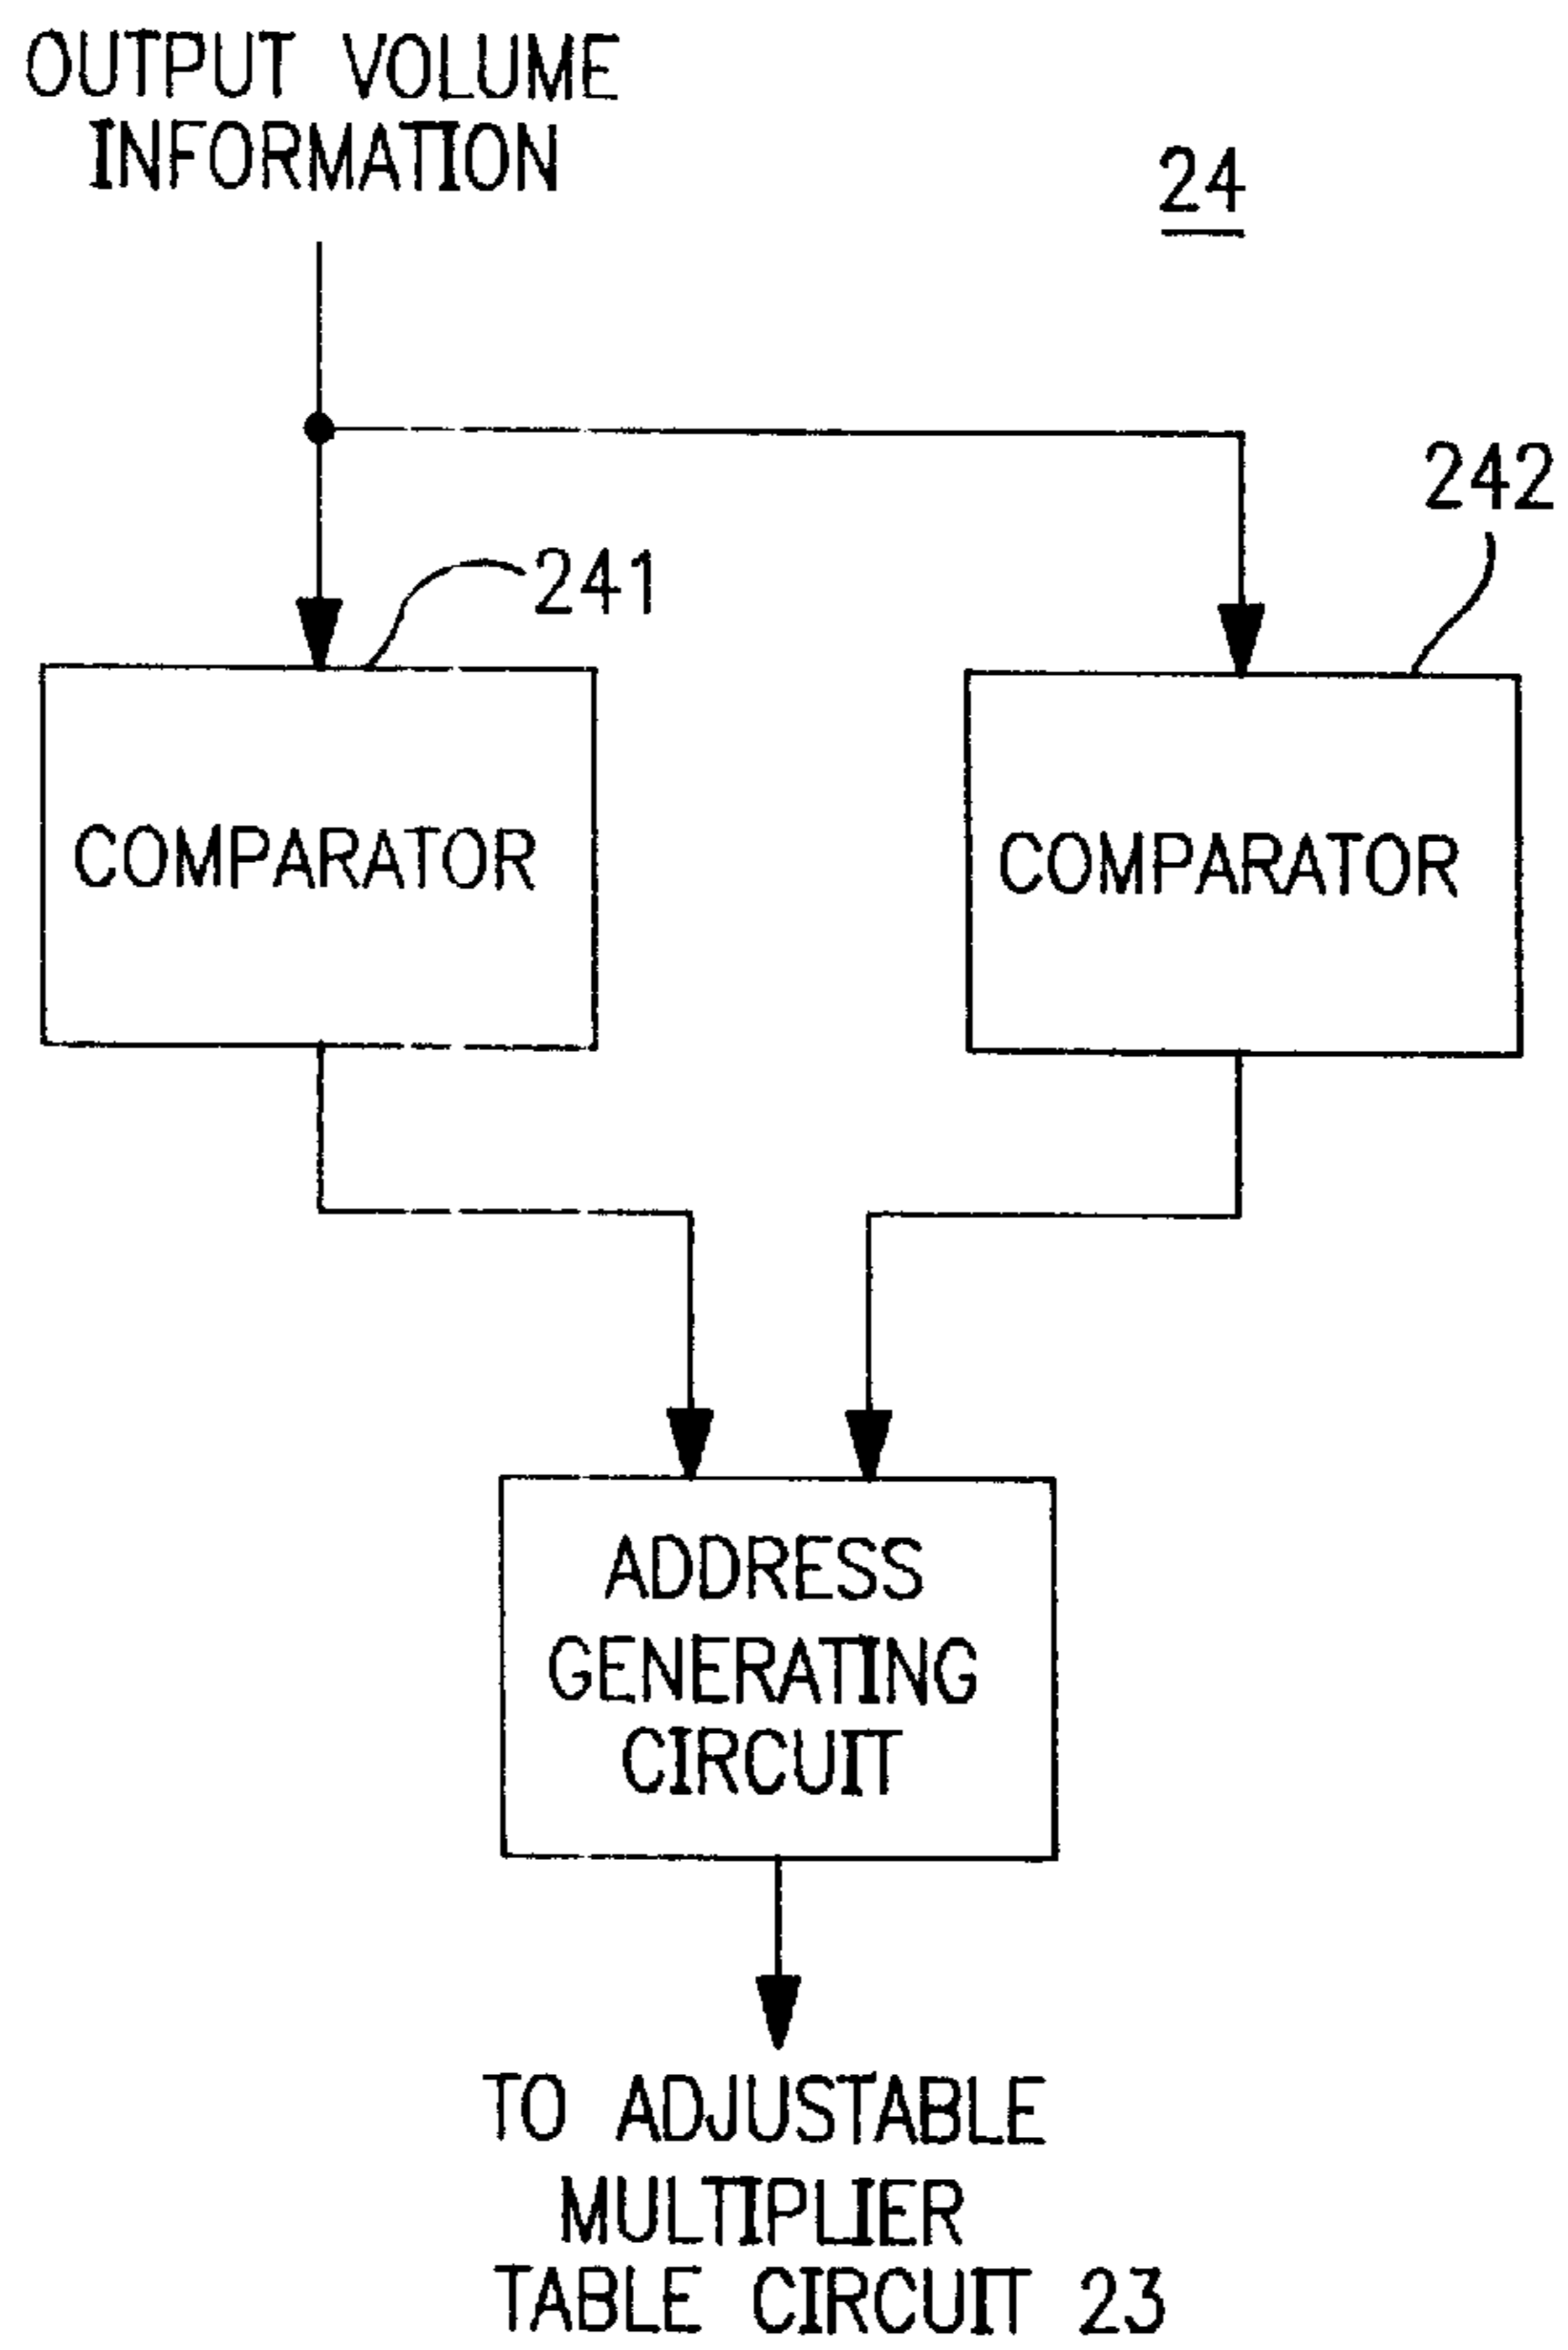 OUTPUT VOLUME
INFORMATION
24
242
241
COMPARATOR
COMPARATOR
ADDRESS
GENERATING
CIRCUIT
TO ADJUSTABLE
MULTIPLIER
TABLE CIRCUIT 23